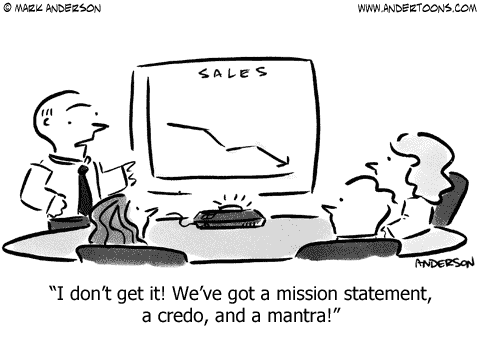 © MARK ANDERSON
WWW.ANDERTOONS.COM
SALES
ANDERSON
“I don’t get it! We’ve got a mission statement,
a credo, and a mantra!”